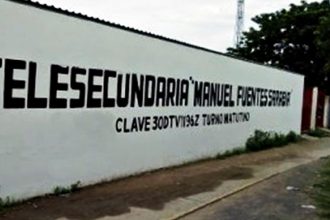 TELESECUNDARIA "MANUEL FUENTES SARABIA"
CLAVE 30DTV1196Z TURNO MATUTINO